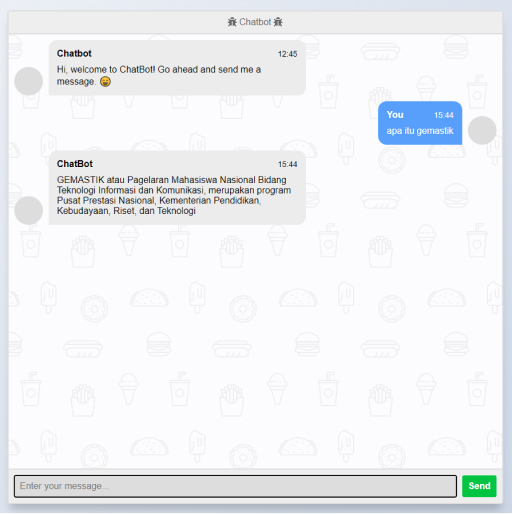 Chatbot
Chatbot 12:45
Hi, welcome to ChatBot! Go ahead and send me a
message. 😄
You 15:44
apa itu gemastik
ChatBot 15:44
GEMASTIK atau Pagelaran Mahasiswa Nasional Bidang
Teknologi Informasi dan Komunikasi, merupakan program
Pusat Prestasi Nasional, Kementerian Pendidikan,
Kebudayaan, Riset, dan Teknologi
Enter your message...
Send